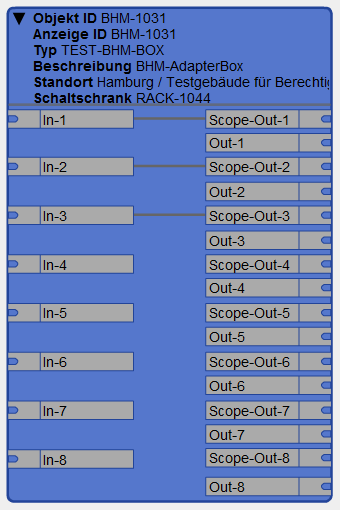 Objekt ID BHM-1031
Anzeige ID BHM-1031
Typ TEST-BHM-BOX
Beschreibung BHM-AdapterBox
Standort Hamburg / Testgebäude für Berechtig
Schaltschrank RACK-1044
In-1 Scope-Out-1
Out-1
In-2 Scope-Out-2
Out-2
In-3 Scope-Out-3
Out-3
In-4 Scope-Out-4
Out-4
In-5 Scope-Out-5
Out-5
In-6 Scope-Out-6
Out-6
In-7 Scope-Out-7
Out-7
In-8 Scope-Out-8
Out-8